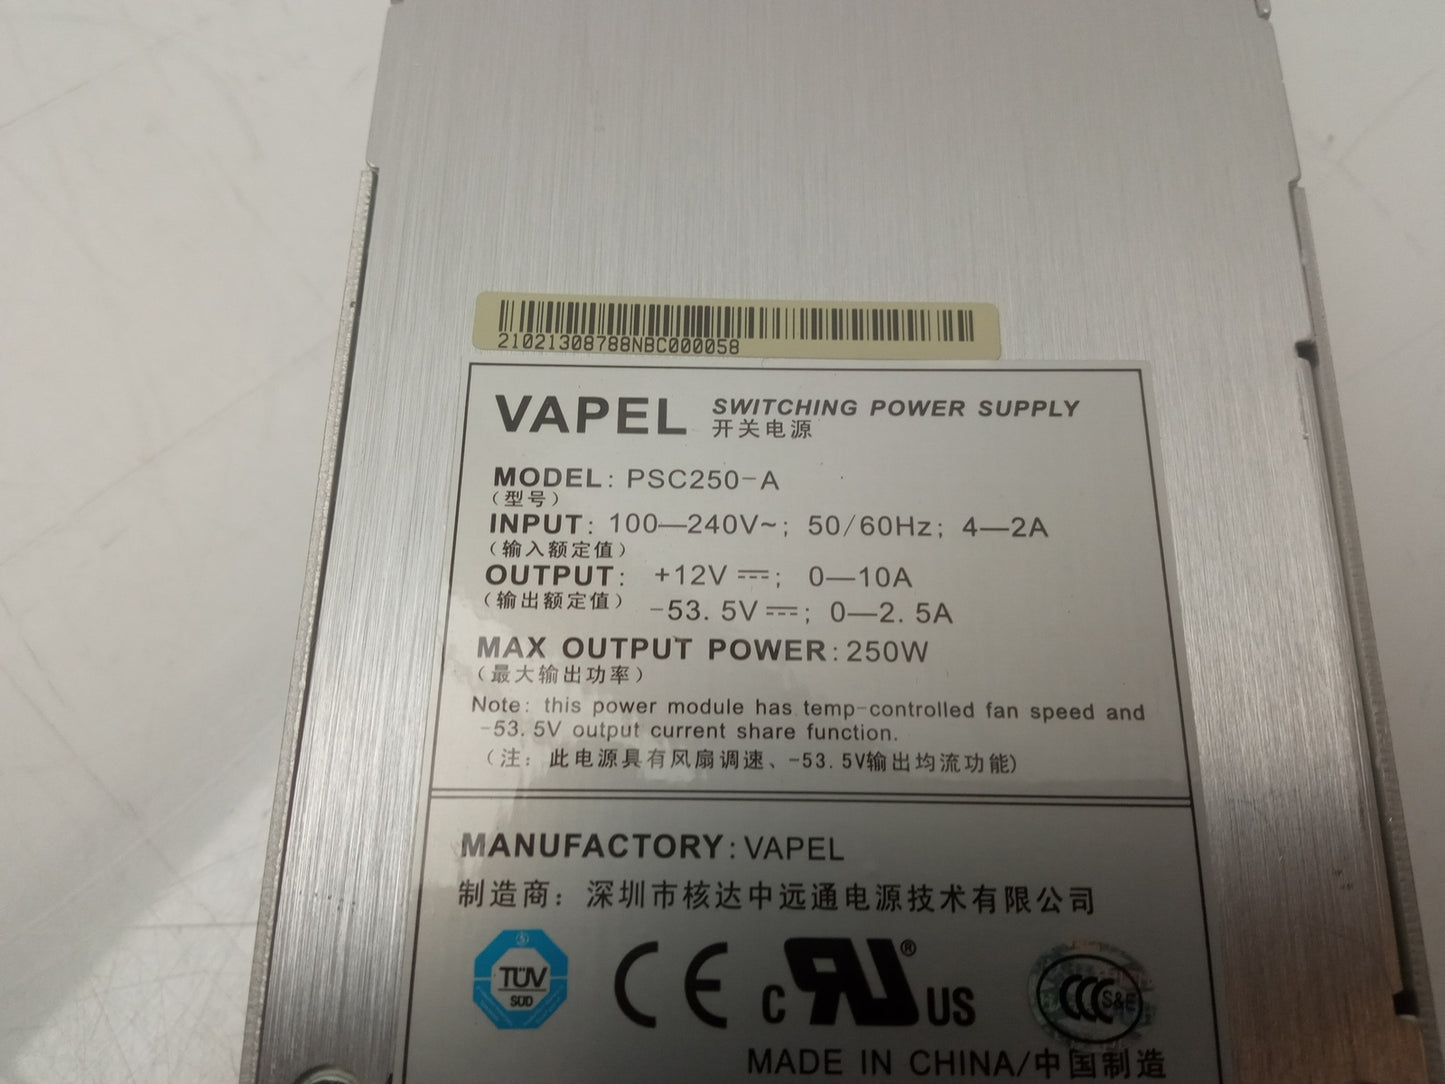 21021308788NBC000058
VAPEL SWITCHING POWER SUPPLY
开关电源
MODEL: PSC250-A
(型号)
INPUT: 100—240V~; 50/60Hz; 4—2A
(输入额定值)
OUTPUT: +12V ⎓; 0—10A
(输出额定值) -53.5V ⎓; 0—2.5A
MAX OUTPUT POWER: 250W
(最大输出功率)
Note: this power module has temp-controlled fan speed and
-53.5V output current share function.
(注: 此电源具有风扇调速、-53.5V输出均流功能)
MANUFACTORY: VAPEL
制造商: 深圳市核达中远通电源技术有限公司
TÜV
SÜD
CE
c RU ® US
CCC S&E
MADE IN CHINA/中国制造